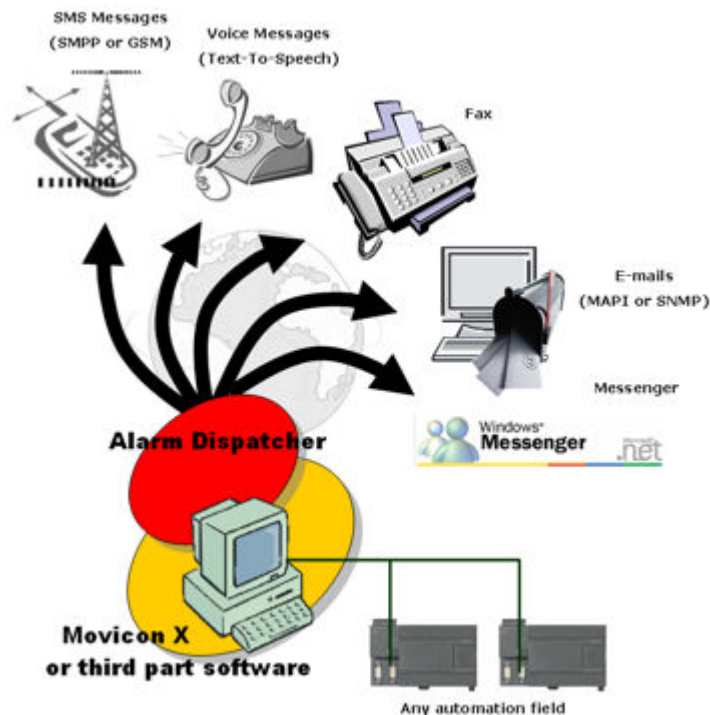 SMS Messages
(SMPP or GSM)
Voice Messages
(Text-To-Speech)
Fax
E-mails
(MAPI or SNMP)
Messenger
Windows®
Messenger
Microsoft
.net
Alarm Dispatcher
Movicon X
or third part software
Any automation field